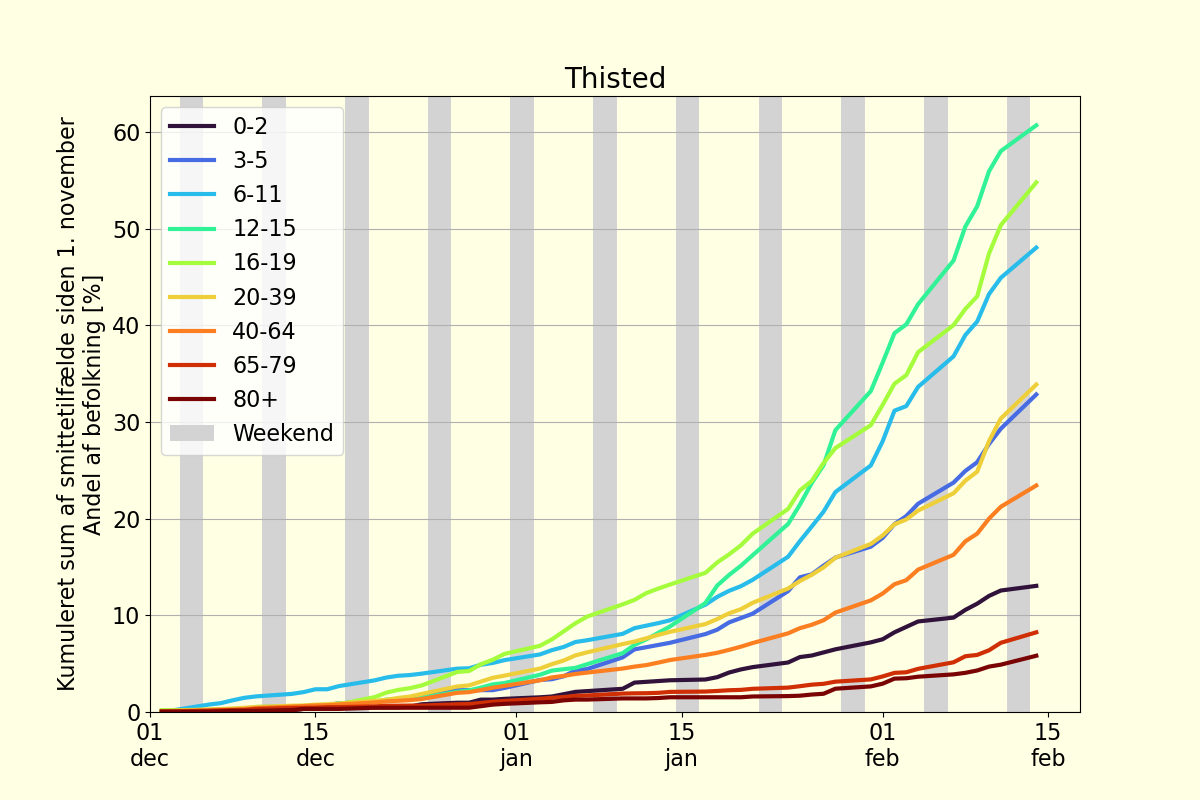 Thisted
Kumuleret sum af smittetilfælde siden 1. november
Andel af befolkning [%]
60
50
40
30
20
10
0
0-2
3-5
6-11
12-15
16-19
20-39
40-64
65-79
80+
Weekend
01
dec
15
dec
01
jan
15
jan
01
feb
15
feb